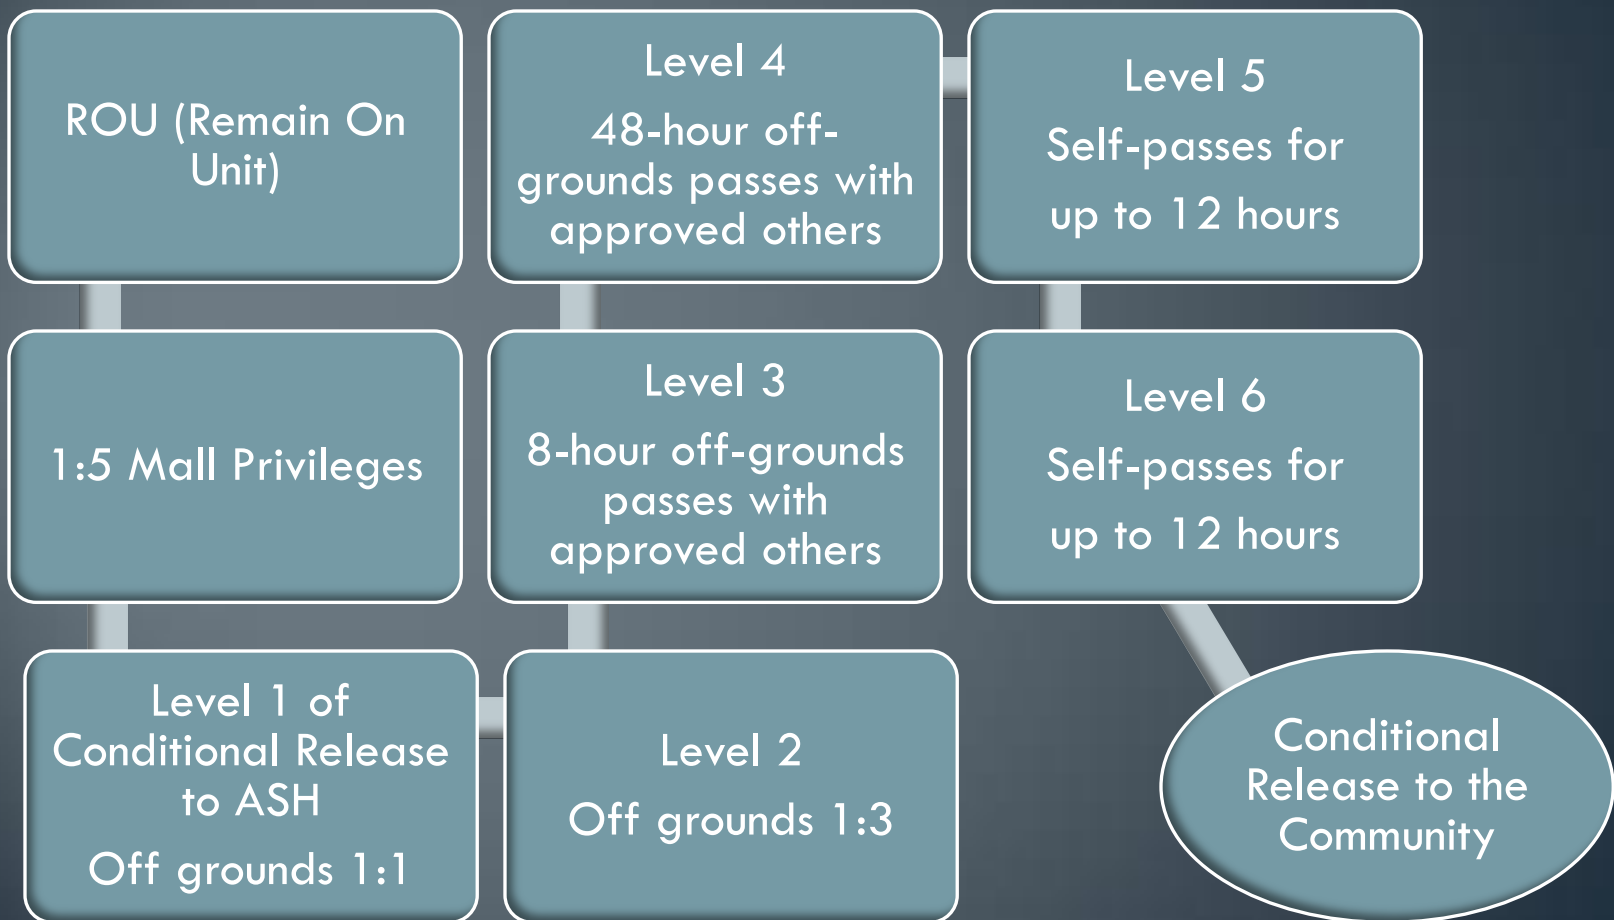 ROU (Remain On
Unit)
1:5 Mall Privileges
Level 1 of
Conditional Release
to ASH
Off grounds 1:1
Level 2
Off grounds 1:3
Level 3
8-hour off-grounds
passes with
approved others
Level 4
48-hour off-
grounds passes with
approved others
Level 5
Self-passes for
up to 12 hours
Level 6
Self-passes for
up to 12 hours
Conditional
Release to the
Community